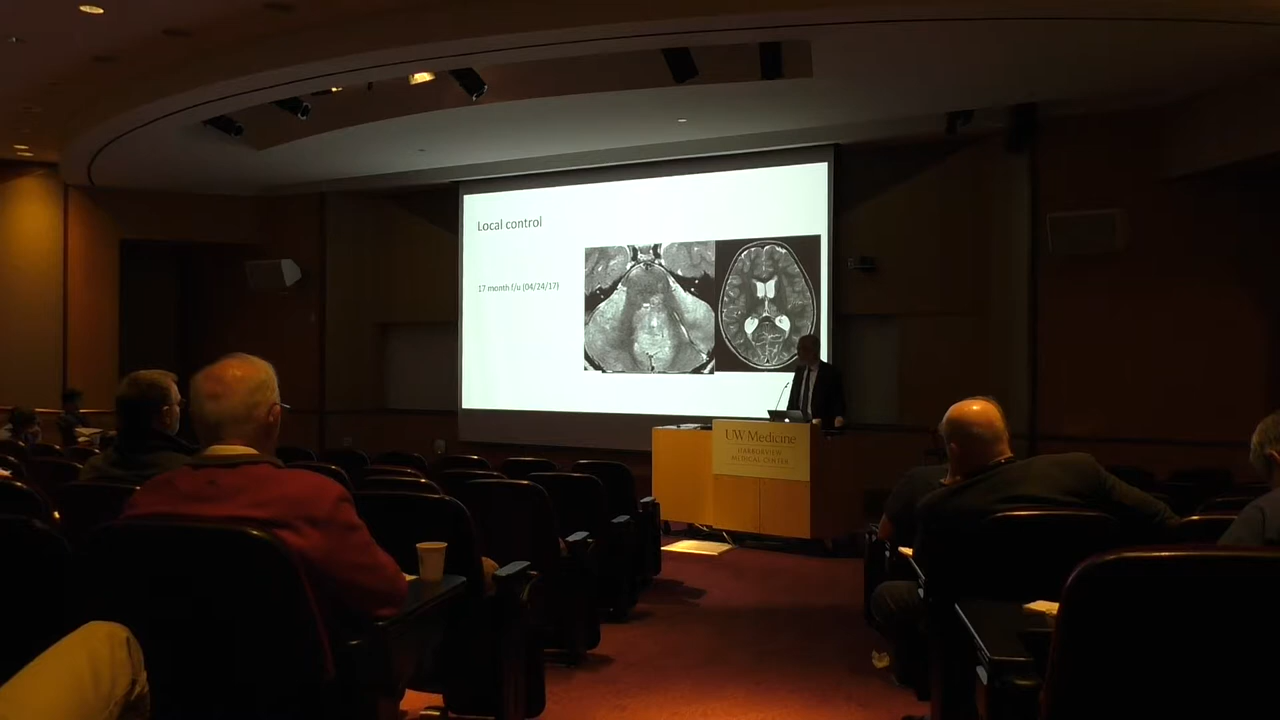 Local control
17 month f/u (04/24/17)
UW Medicine
HARBORVIEW
MEDICAL CENTER